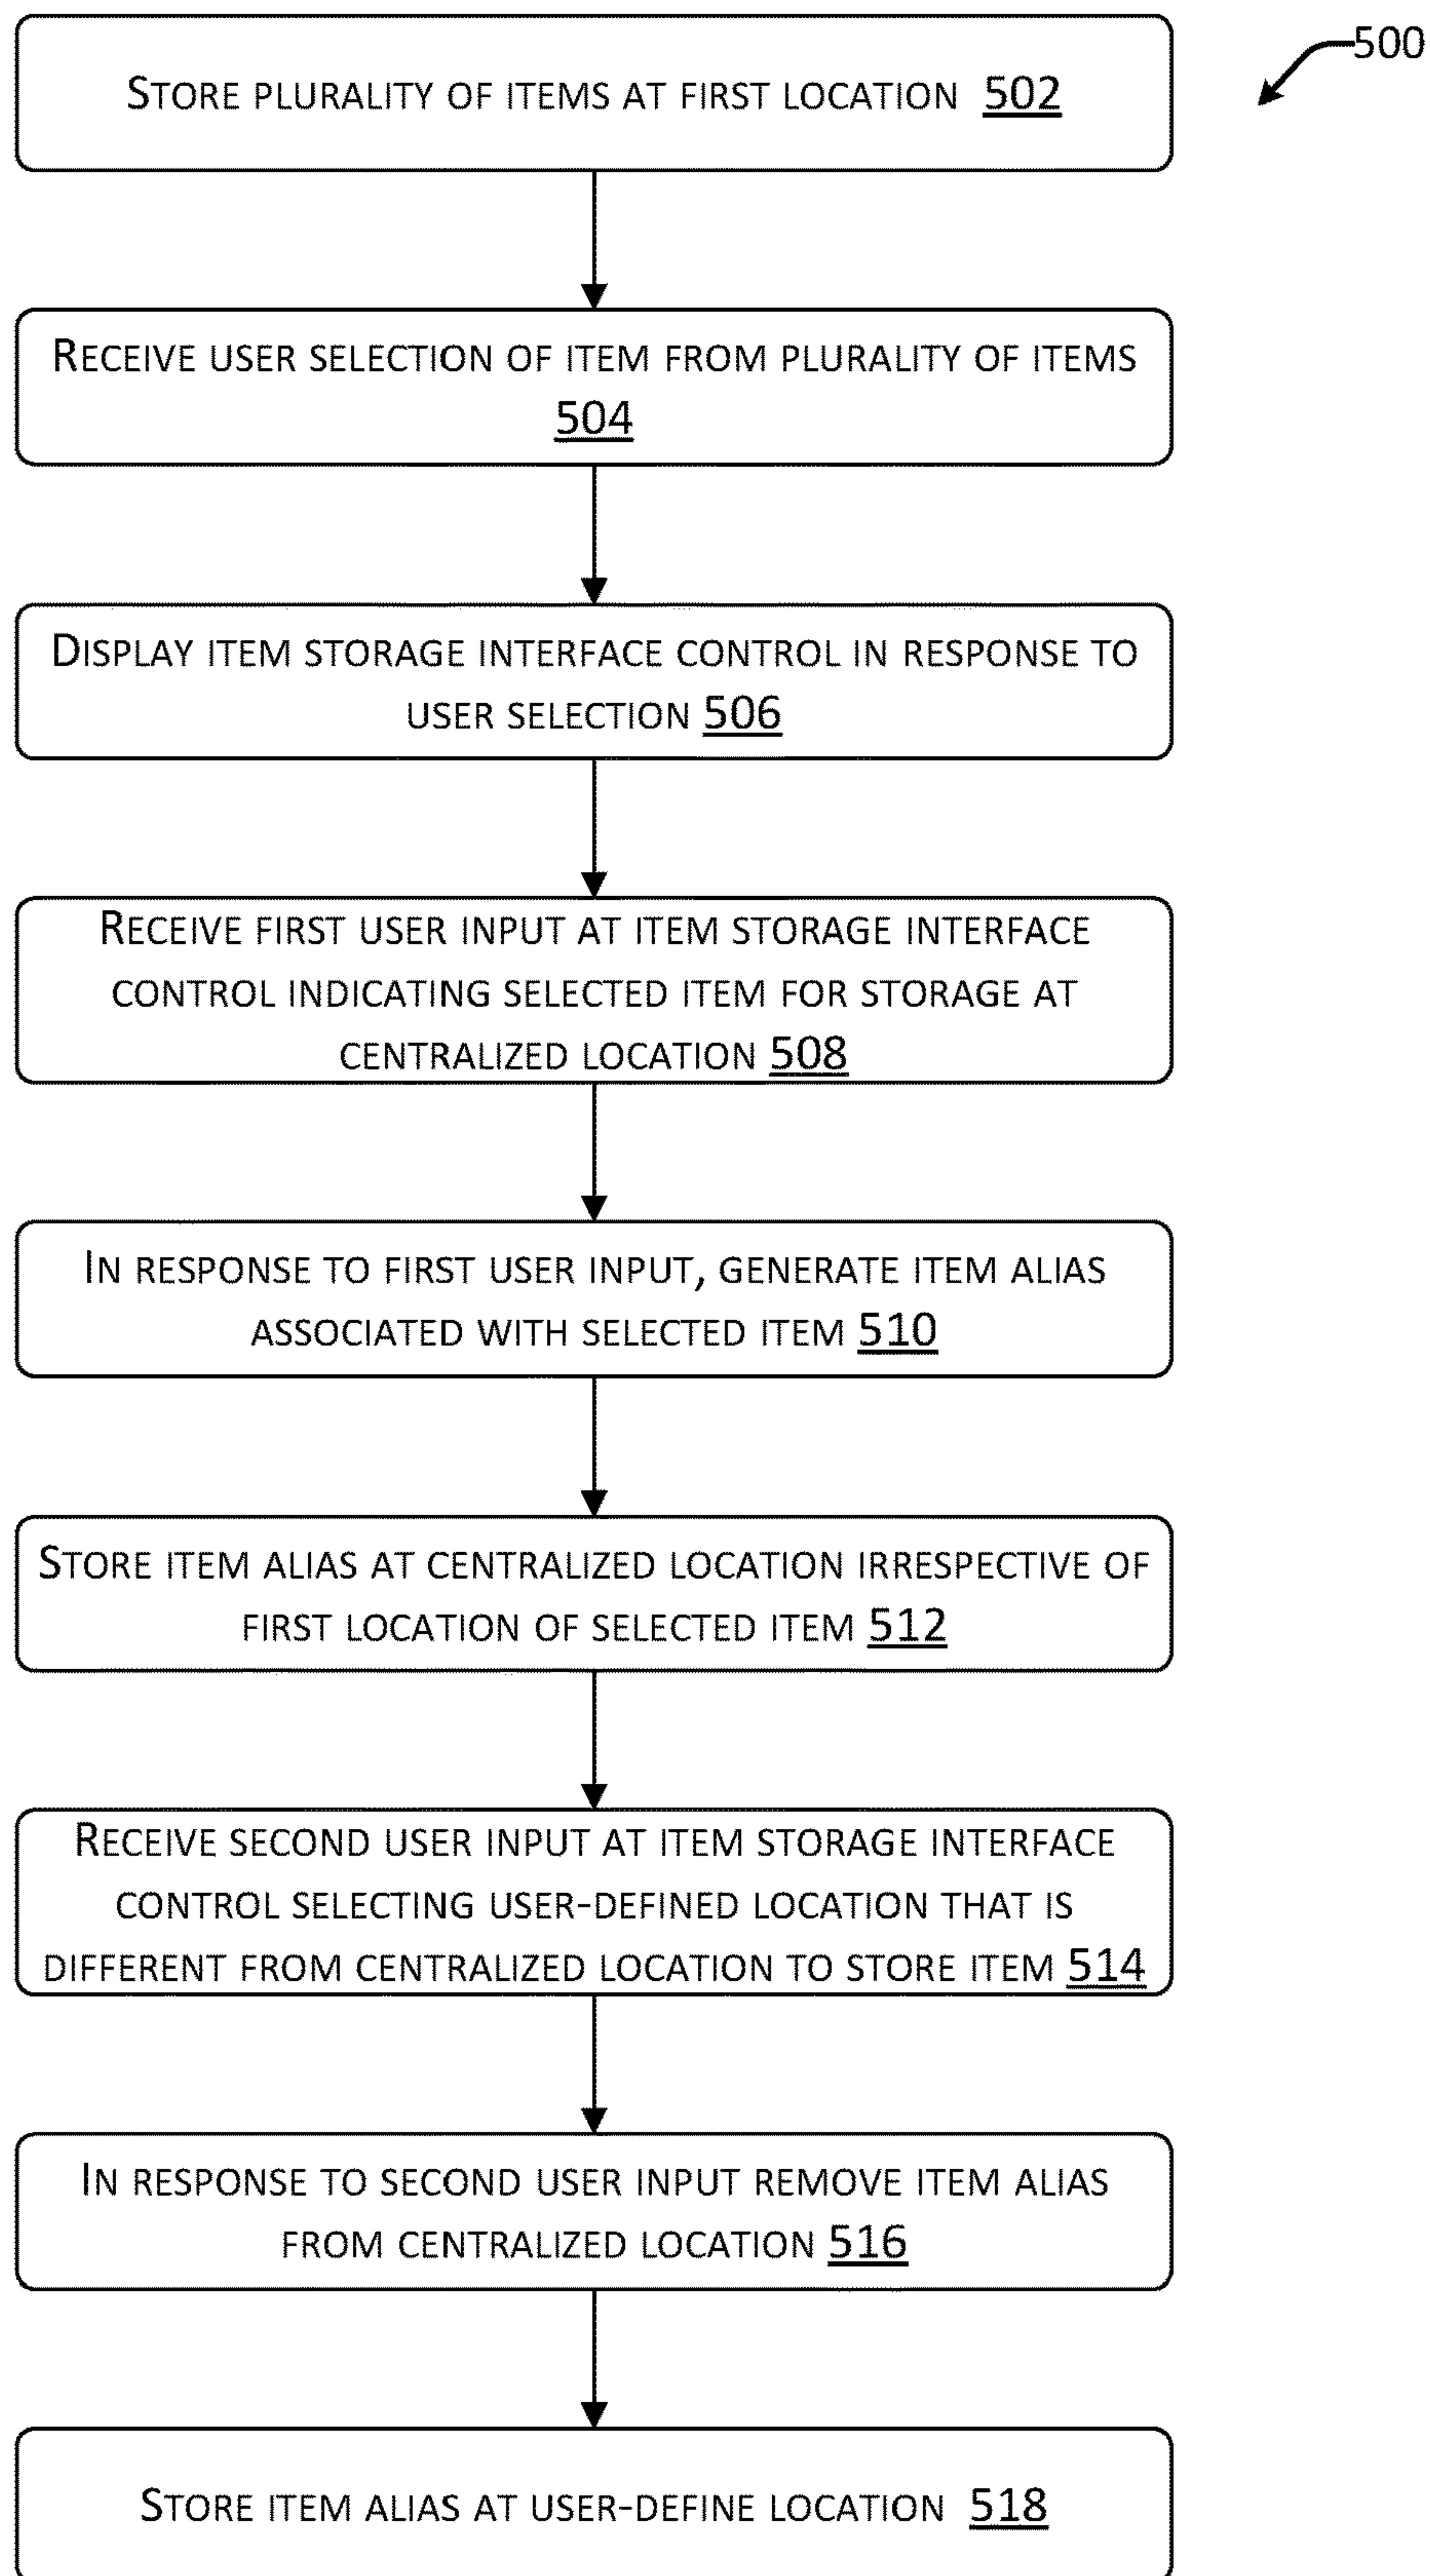 500
STORE PLURALITY OF ITEMS AT FIRST LOCATION 502
RECEIVE USER SELECTION OF ITEM FROM PLURALITY OF ITEMS
504
DISPLAY ITEM STORAGE INTERFACE CONTROL IN RESPONSE TO
USER SELECTION 506
RECEIVE FIRST USER INPUT AT ITEM STORAGE INTERFACE
CONTROL INDICATING SELECTED ITEM FOR STORAGE AT
CENTRALIZED LOCATION 508
IN RESPONSE TO FIRST USER INPUT, GENERATE ITEM ALIAS
ASSOCIATED WITH SELECTED ITEM 510
STORE ITEM ALIAS AT CENTRALIZED LOCATION IRRESPECTIVE OF
FIRST LOCATION OF SELECTED ITEM 512
RECEIVE SECOND USER INPUT AT ITEM STORAGE INTERFACE
CONTROL SELECTING USER-DEFINED LOCATION THAT IS
DIFFERENT FROM CENTRALIZED LOCATION TO STORE ITEM 514
IN RESPONSE TO SECOND USER INPUT REMOVE ITEM ALIAS
FROM CENTRALIZED LOCATION 516
STORE ITEM ALIAS AT USER-DEFINE LOCATION 518